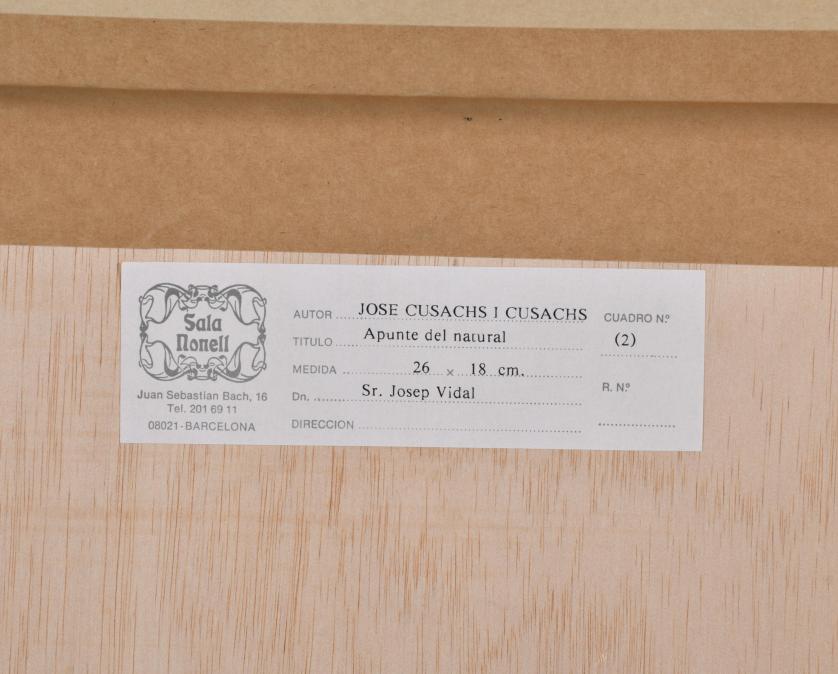 Sala
Nonell
Juan Sebastian Bach, 16
Tel. 201 69 11
08021-BARCELONA
AUTOR JOSE CUSACHS I CUSACHS
TITULO Apunte del natural
MEDIDA 26 x 18 cm.
Dn. Sr. Josep Vidal
DIRECCION
CUADRO N.º
(2)
R. N.º